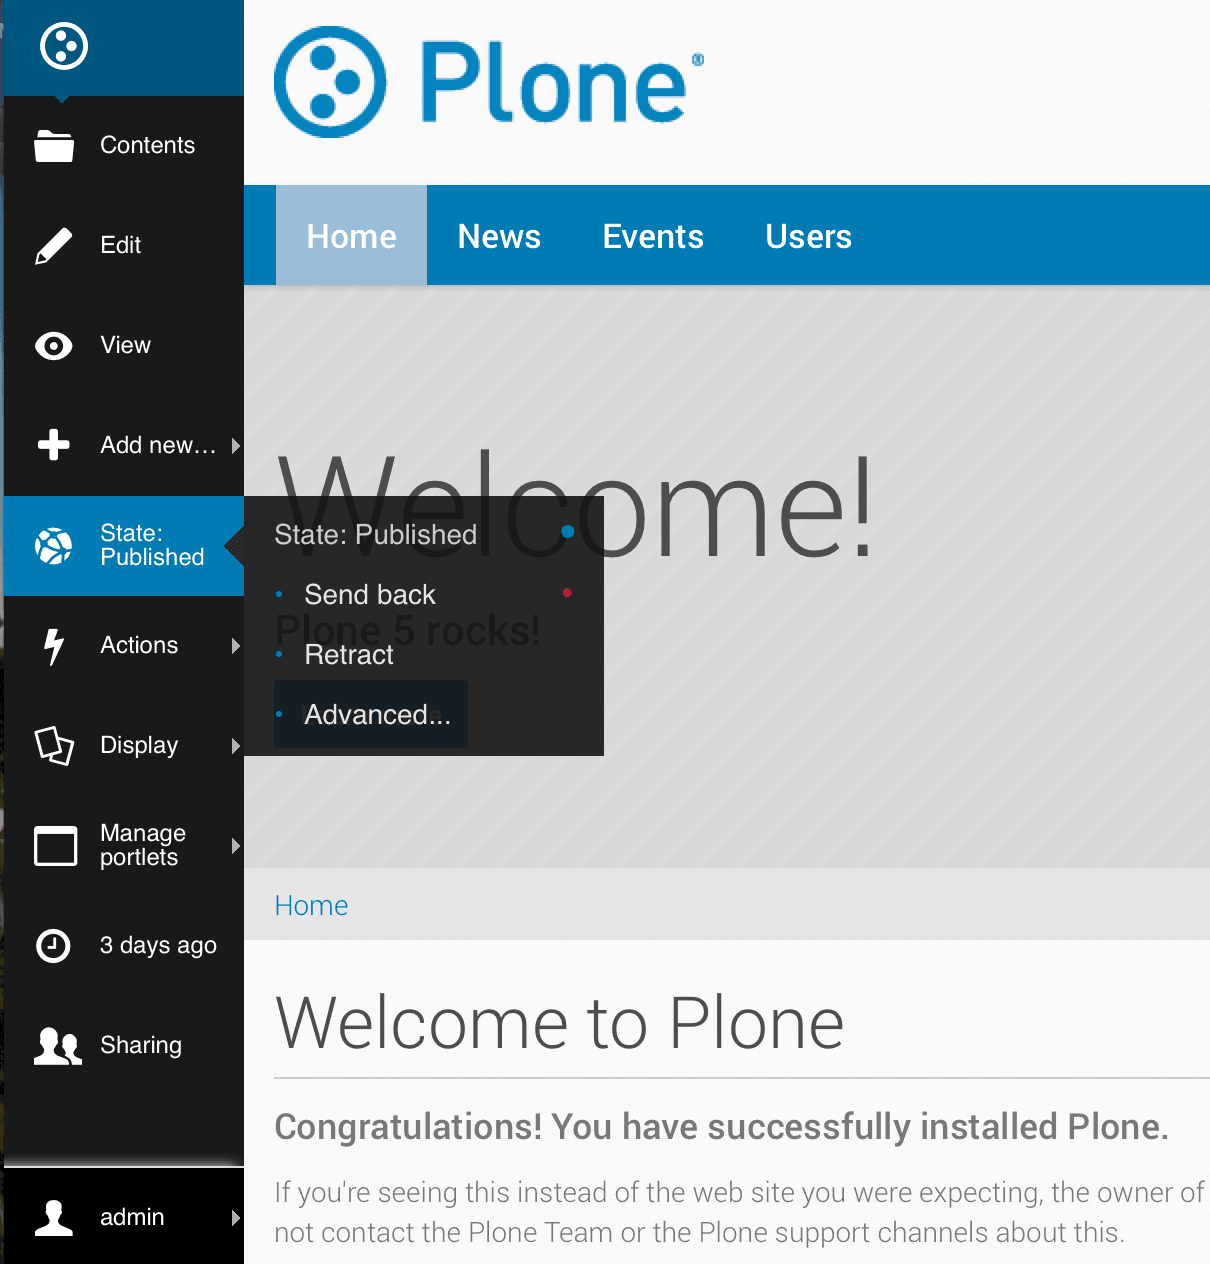 Contents
Edit
View
Add new…
State:
Published
Actions
Display
Manage
portlets
3 days ago
Sharing
admin
Plone®
Home News Events Users
Welcome!
State: Published
Send back
Plone 5 rocks!
Retract
Advanced...
Home
Welcome to Plone
Congratulations! You have successfully installed Plone.
If you're seeing this instead of the web site you were expecting, the owner of
not contact the Plone Team or the Plone support channels about this.